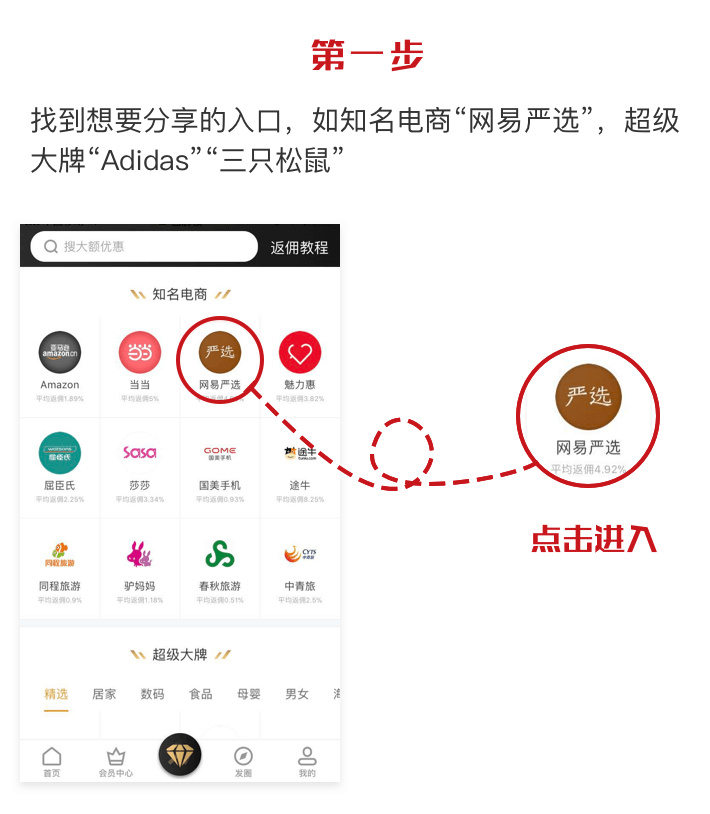 第一步
找到想要分享的入口，如知名电商“网易严选”，超级
大牌“Adidas”“三只松鼠”
搜大额优惠
返佣教程
知名电商
亚马逊
amazon.cn
当当
严选
Amazon
当当
网易严选
魅力惠
平均返佣1.89%
平均返佣5%
平均返佣4.92%
平均返佣3.82%
watsons
屈臣氏
sasa
GOME
国美手机
途牛
tuniu.com
屈臣氏
莎莎
国美手机
途牛
平均返佣2.25%
平均返佣3.34%
平均返佣0.93%
平均返佣8.25%
同程旅游
CYTS
中青旅
同程旅游
驴妈妈
春秋旅游
中青旅
平均返佣0.9%
平均返佣1.18%
平均返佣0.51%
平均返佣2.5%
超级大牌
精选
居家
数码
食品
母婴
男女
首页
会员中心
发圈
我的
严选
网易严选
平均返佣4.92%
点击进入